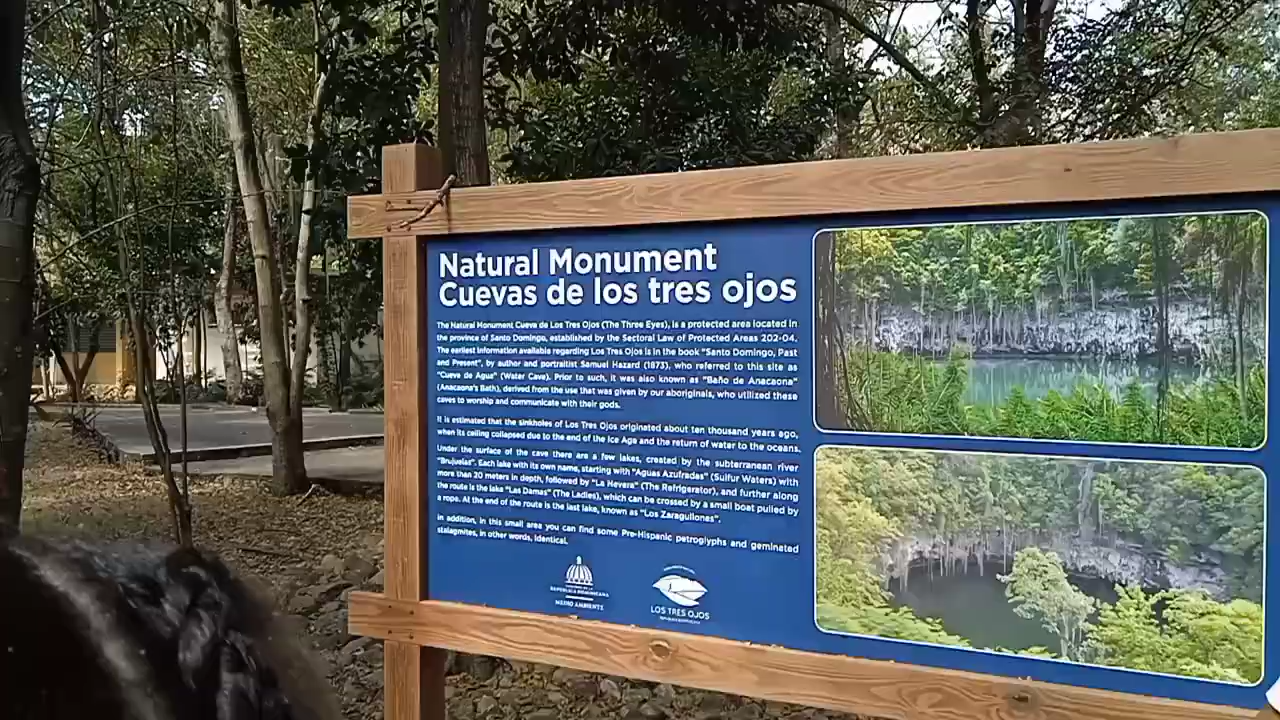 Natural Monument
Cuevas de los tres ojos
The Natural Monument Cueva de Los Tres Ojos (The Three Eyes), is a protected area located in
the province of Santo Domingo, established by the Sectoral Law of Protected Areas 202-04.
The earliest information available regarding Los Tres Ojos is in the book "Santo Domingo, Past
and Present", by author and portraitist Samuel Hazard (1873), who referred to this site as
"Cueva de Agua" (Water Cave). Prior to such, it was also known as "Baño de Anacaona"
(Anacaona's Bath), derived from the use that was given by our aboriginals, who utilized these
caves to worship and communicate with their gods.
It is estimated that the sinkholes of Los Tres Ojos originated about ten thousand years ago,
when its ceiling collapsed due to the end of the Ice Age and the return of water to the oceans.
Under the surface of the cave there are a few lakes, created by the subterranean river
"Brujuelas". Each lake with its own name, starting with "Aguas Azufradas" (Sulfur Waters) with
more than 20 meters in depth, followed by "La Nevera" (The Refrigerator), and further along
the route is the lake "Las Damas" (The Ladies), which can be crossed by a small boat pulled by
a rope. At the end of the route is the last lake, known as "Los Zaragullones".
In addition, in this small area you can find some Pre-Hispanic petroglyphs and geminated
stalagmites, in other words, identical.
REPÚBLICA DOMINICANA
MEDIO AMBIENTE
LOS TRES OJOS